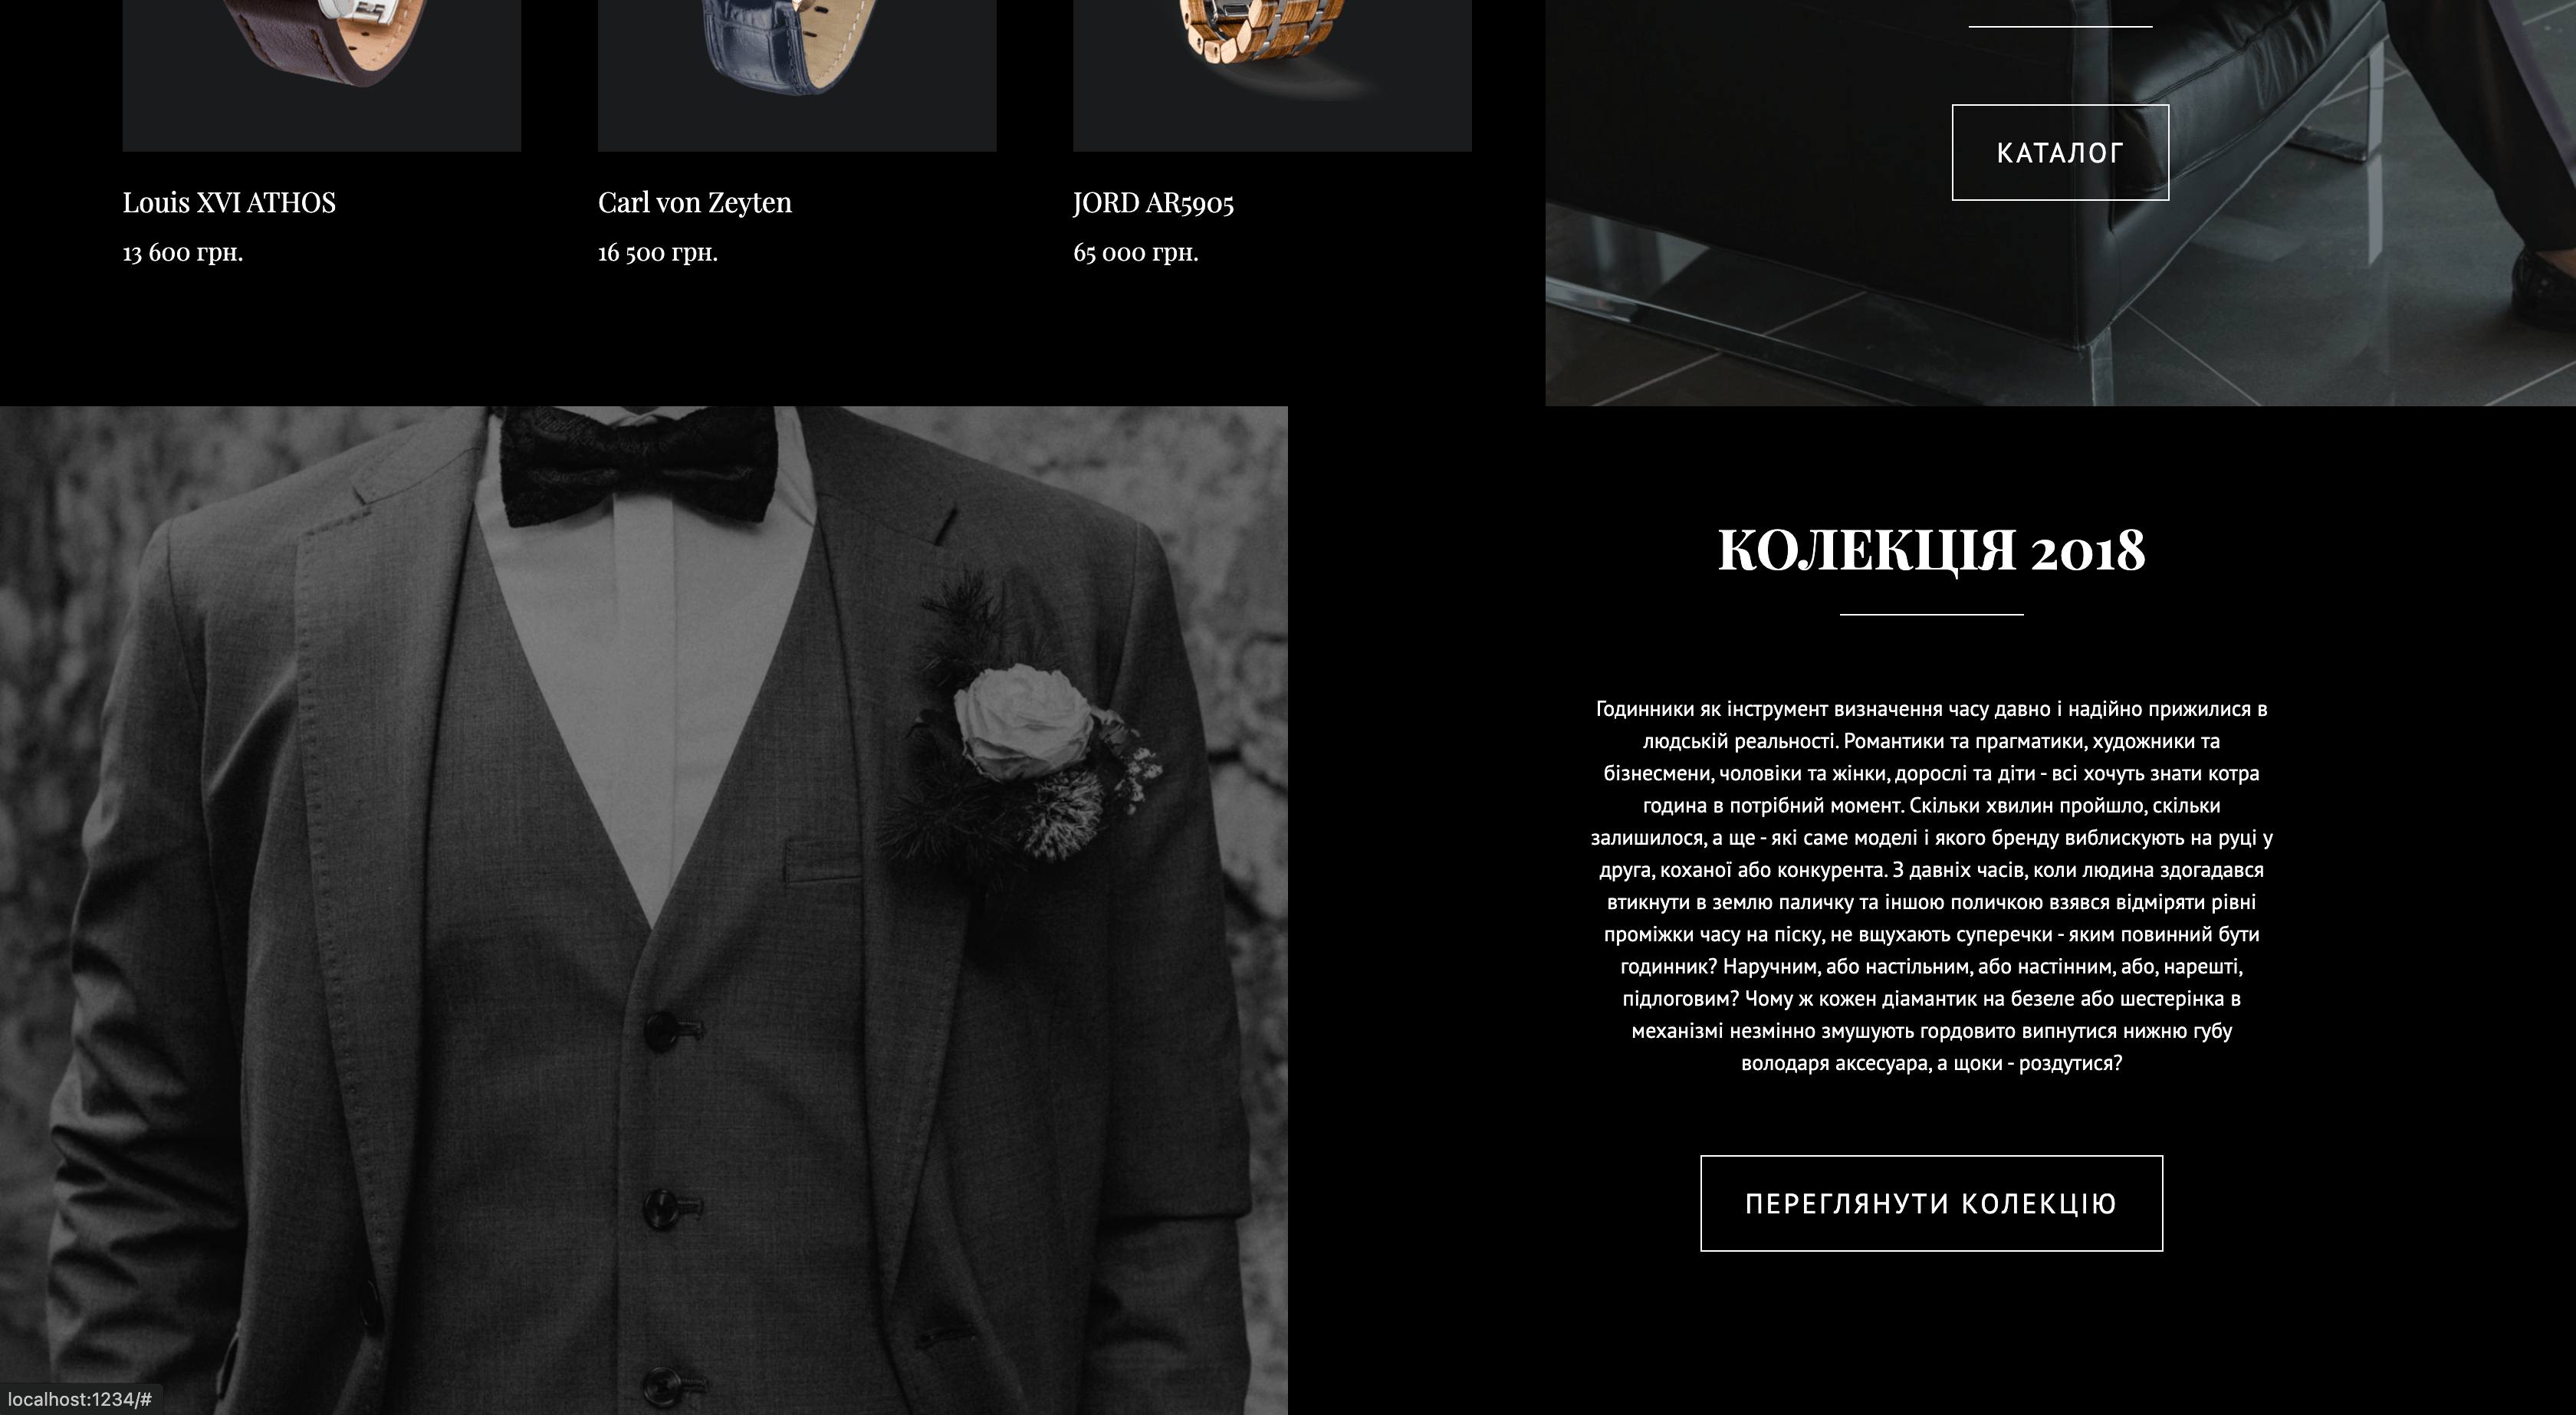 КАТАЛОГ
Louis XVI ATHOS
13 600 грн.
Carl von Zeyten
16 500 грн.
JORD AR5905
65 000 грн.
КОЛЕКЦІЯ 2018
Годинники як інструмент визначення часу давно і надійно прижилися в
людській реальності. Романтики та прагматики, художники та
бізнесмени, чоловіки та жінки, дорослі та діти - всі хочуть знати котра
година в потрібний момент. Скільки хвилин пройшло, скільки
залишилося, а ще - які саме моделі і якого бренду виблискують на руці у
друга, коханої або конкурента. З давніх часів, коли людина здогадався
втикнути в землю паличку та іншою поличкою взявся відміряти рівні
проміжки часу на піску, не вщухають суперечки - яким повинний бути
годинник? Наручним, або настільним, або настінним, або, нарешті,
підлоговим? Чому ж кожен діамантик на безеле або шестерінка в
механізмі незмінно змушують гордовито випнутися нижню губу
володаря аксесуара, а щоки - роздутися?
ПЕРЕГЛЯНУТИ КОЛЕКЦІЮ
localhost:1234/#